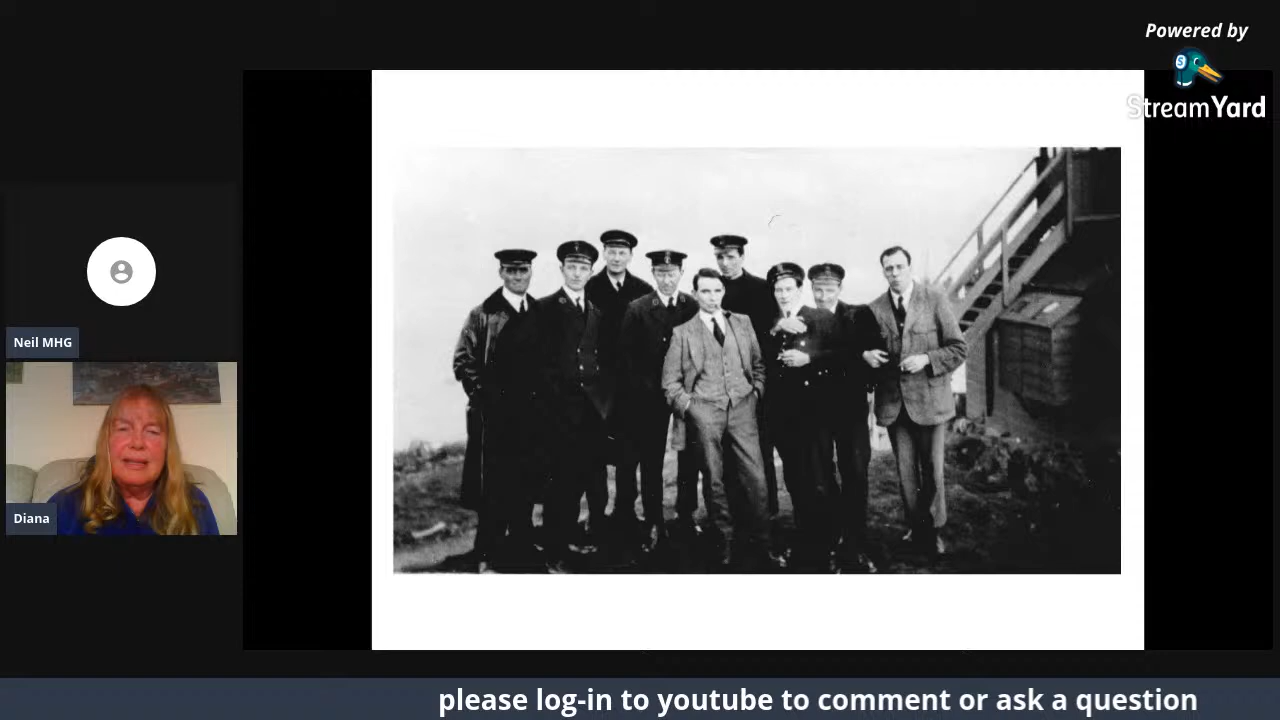 Powered by
StreamYard
Neil MHG
Diana
please log-in to youtube to comment or ask a question